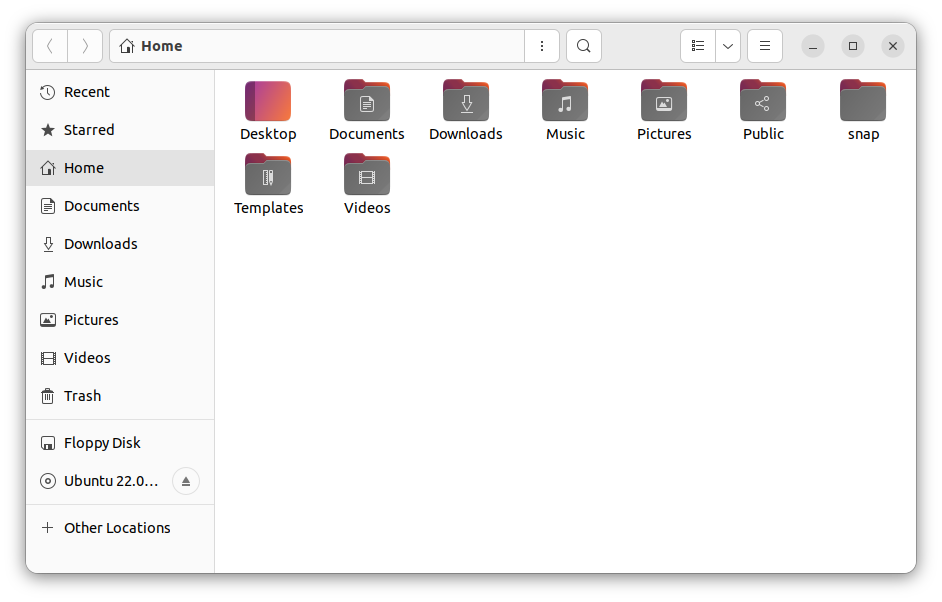 Home
Recent
Starred
Home
Documents
Downloads
Music
Pictures
Videos
Trash
Floppy Disk
Ubuntu 22.0...
Other Locations
Desktop
Documents
Downloads
Music
Pictures
Public
snap
Templates
Videos